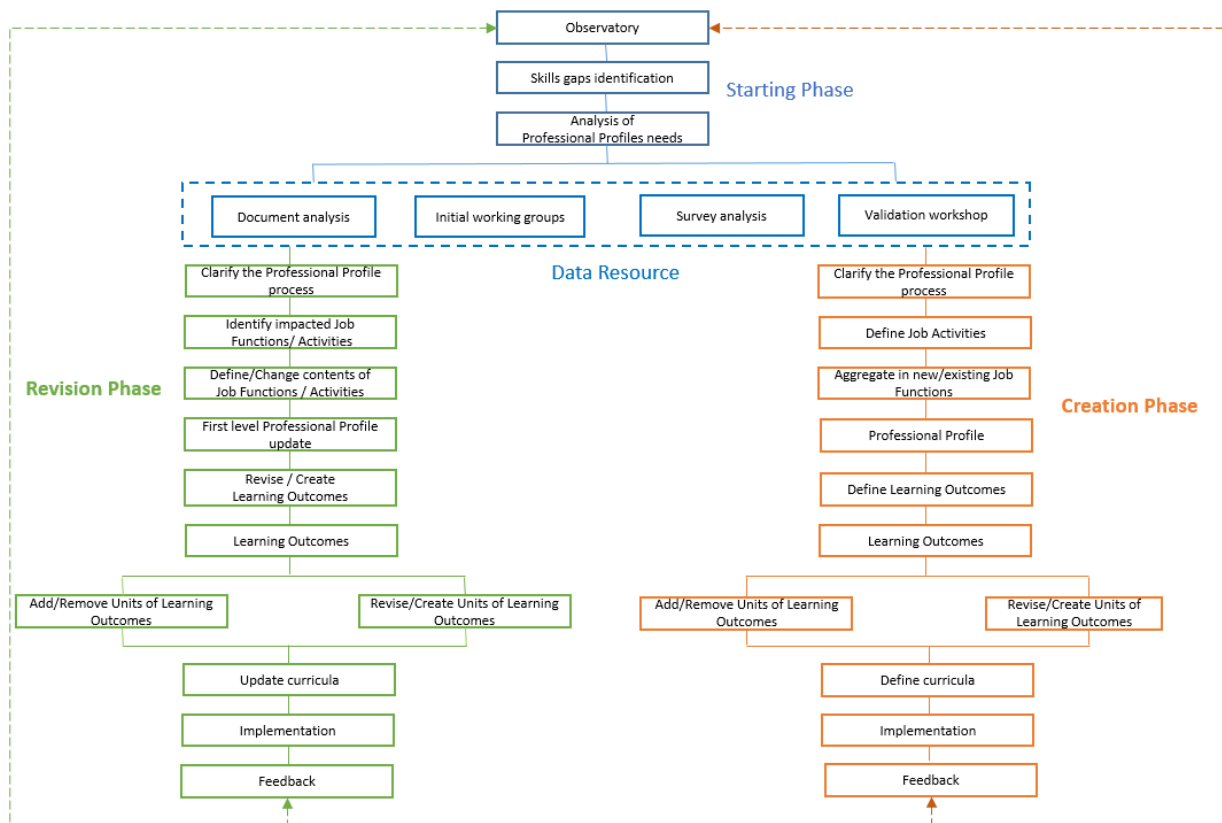 Observatory
Skills gaps identification
Starting Phase
Analysis of
Professional Profiles needs
Document analysis
Initial working groups
Survey analysis
Validation workshop
Data Resource
Revision Phase
Clarify the Professional Profile
process
Identify impacted Job
Functions/ Activities
Define/Change contents of
Job Functions / Activities
First level Professional Profile
update
Revise / Create
Learning Outcomes
Learning Outcomes
Add/Remove Units of Learning
Outcomes
Revise/Create Units of Learning
Outcomes
Update curricula
Implementation
Feedback
Creation Phase
Clarify the Professional Profile
process
Define Job Activities
Aggregate in new/existing Job
Functions
Professional Profile
Define Learning Outcomes
Learning Outcomes
Add/Remove Units of Learning
Outcomes
Revise/Create Units of
Learning Outcomes
Define curricula
Implementation
Feedback